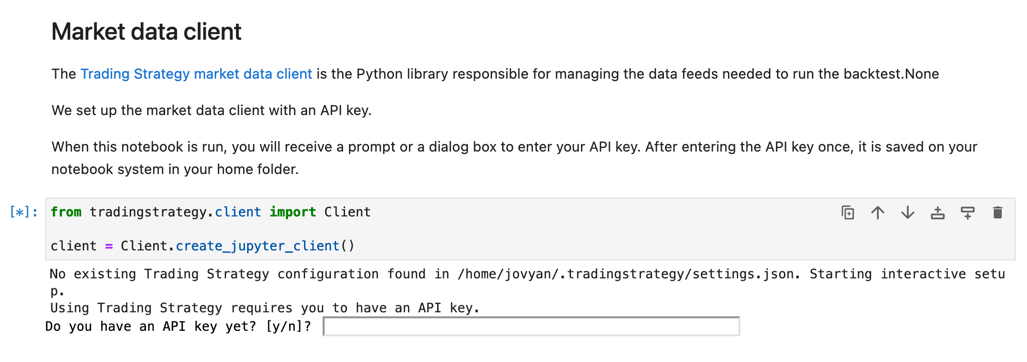 Market data client
The Trading Strategy market data client is the Python library responsible for managing the data feeds needed to run the backtest.None
We set up the market data client with an API key.
When this notebook is run, you will receive a prompt or a dialog box to enter your API key. After entering the API key once, it is saved on your
notebook system in your home folder.
[*]: from tradingstrategy.client import Client
client = Client.create_jupyter_client()
No existing Trading Strategy configuration found in /home/jovyan/.tradingstrategy/settings.json. Starting interactive setu
p.
Using Trading Strategy requires you to have an API key.
Do you have an API key yet? [y/n]?